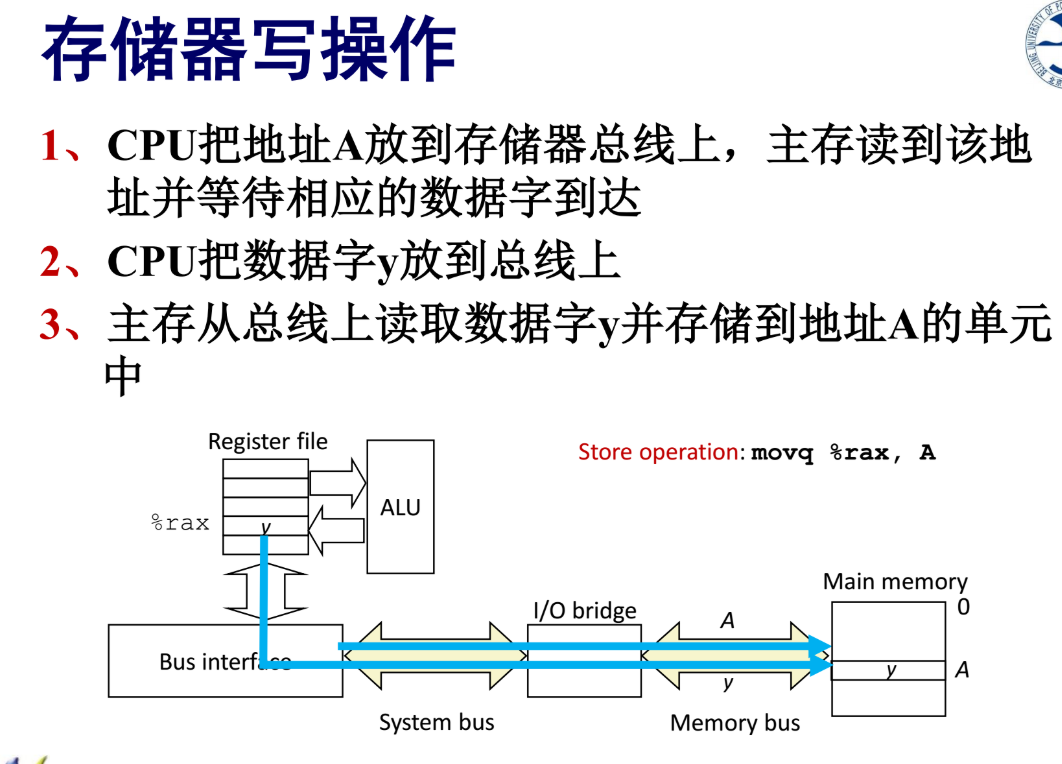 存储器写操作
1、CPU把地址A放到存储器总线上，主存读到该地
址并等待相应的数据字到达
2、CPU把数据字y放到总线上
3、主存从总线上读取数据字y并存储到地址A的单元
中
Register file
Store operation: movq %rax, A
ALU
%rax
y
Main memory
0
I/O bridge
A
Bus interface
y
A
y
System bus
Memory bus